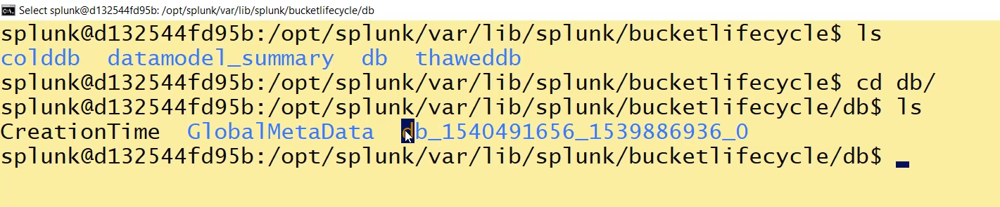 Select splunk@d132544fd95b: /opt/splunk/var/lib/splunk/bucketlifecycle/db
splunk@d132544fd95b:/opt/splunk/var/lib/splunk/bucketlifecycle$ ls
colddb  datamodel_summary  db  thaweddb
splunk@d132544fd95b:/opt/splunk/var/lib/splunk/bucketlifecycle$ cd db/
splunk@d132544fd95b:/opt/splunk/var/lib/splunk/bucketlifecycle/db$ ls
CreationTime  GlobalMetaData  db_1540491656_1539886936_0
splunk@d132544fd95b:/opt/splunk/var/lib/splunk/bucketlifecycle/db$